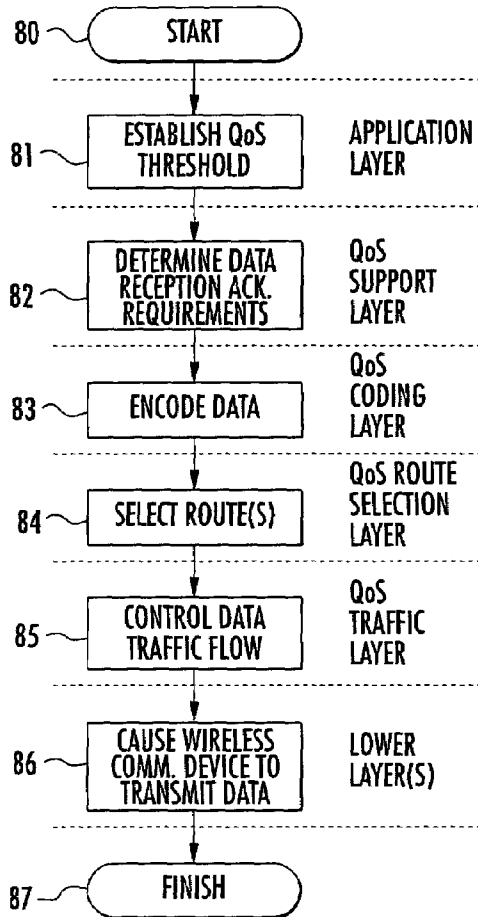 80
START
81
ESTABLISH QoS
THRESHOLD
APPLICATION
LAYER
82
DETERMINE DATA
RECEPTION ACK.
REQUIREMENTS
QoS
SUPPORT
LAYER
83
ENCODE DATA
QoS
CODING
LAYER
84
SELECT ROUTE(S)
QoS ROUTE
SELECTION
LAYER
85
CONTROL DATA
TRAFFIC FLOW
QoS
TRAFFIC
LAYER
86
CAUSE WIRELESS
COMM. DEVICE TO
TRANSMIT DATA
LOWER
LAYER(S)
87
FINISH